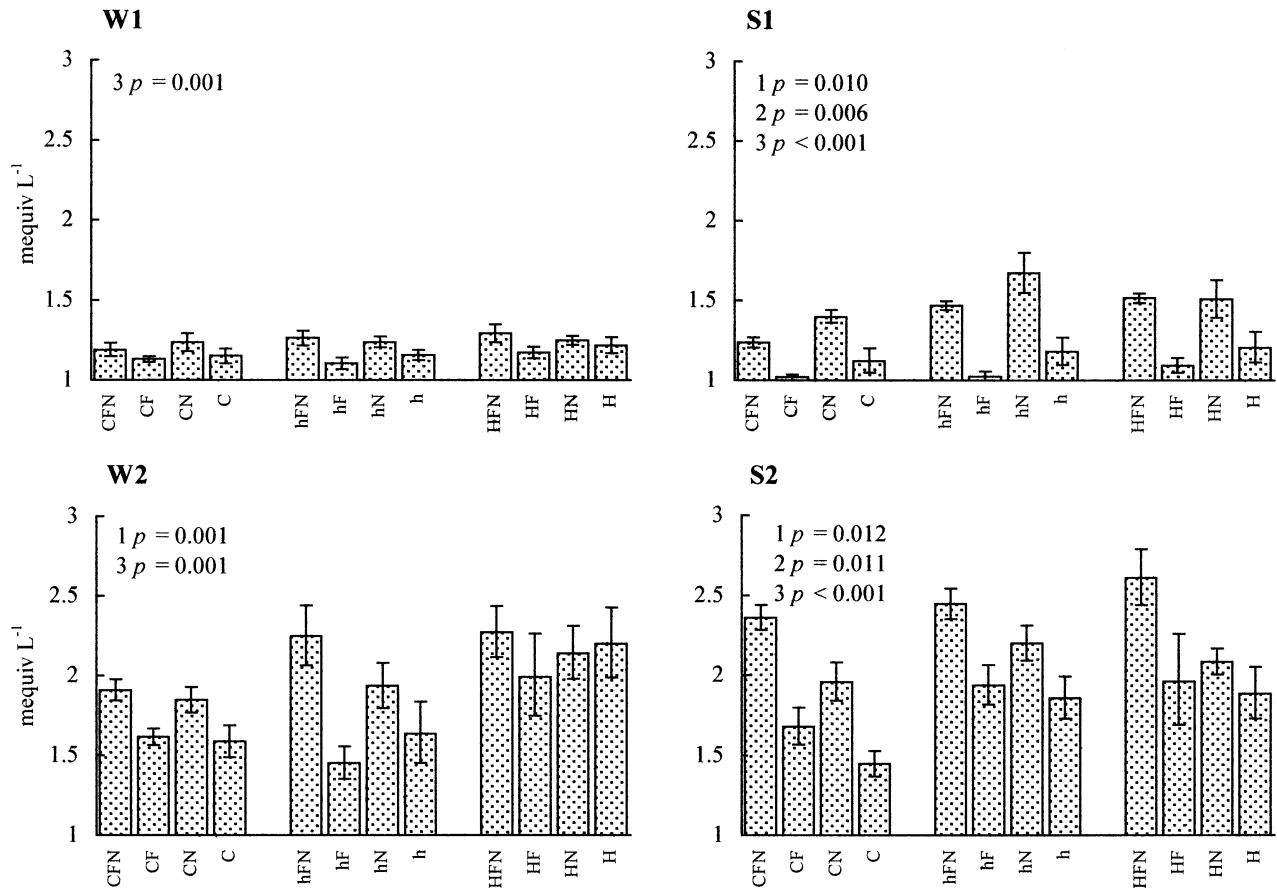 W1
3
3 p = 0.001
2.5
2
1.5
1
mequiv L-1
CFN CF CN C hFN hF hN h HFN HF HN H
S1
3
1 p = 0.010
2 p = 0.006
3 p < 0.001
2.5
2
1.5
1
CFN CF CN C hFN hF hN h HFN HF HN H
W2
3
1 p = 0.001
3 p = 0.001
2.5
2
1.5
1
mequiv L-1
CFN CF CN C hFN hF hN h HFN HF HN H
S2
3
1 p = 0.012
2 p = 0.011
3 p < 0.001
2.5
2
1.5
1
CFN CF CN C hFN hF hN h HFN HF HN H